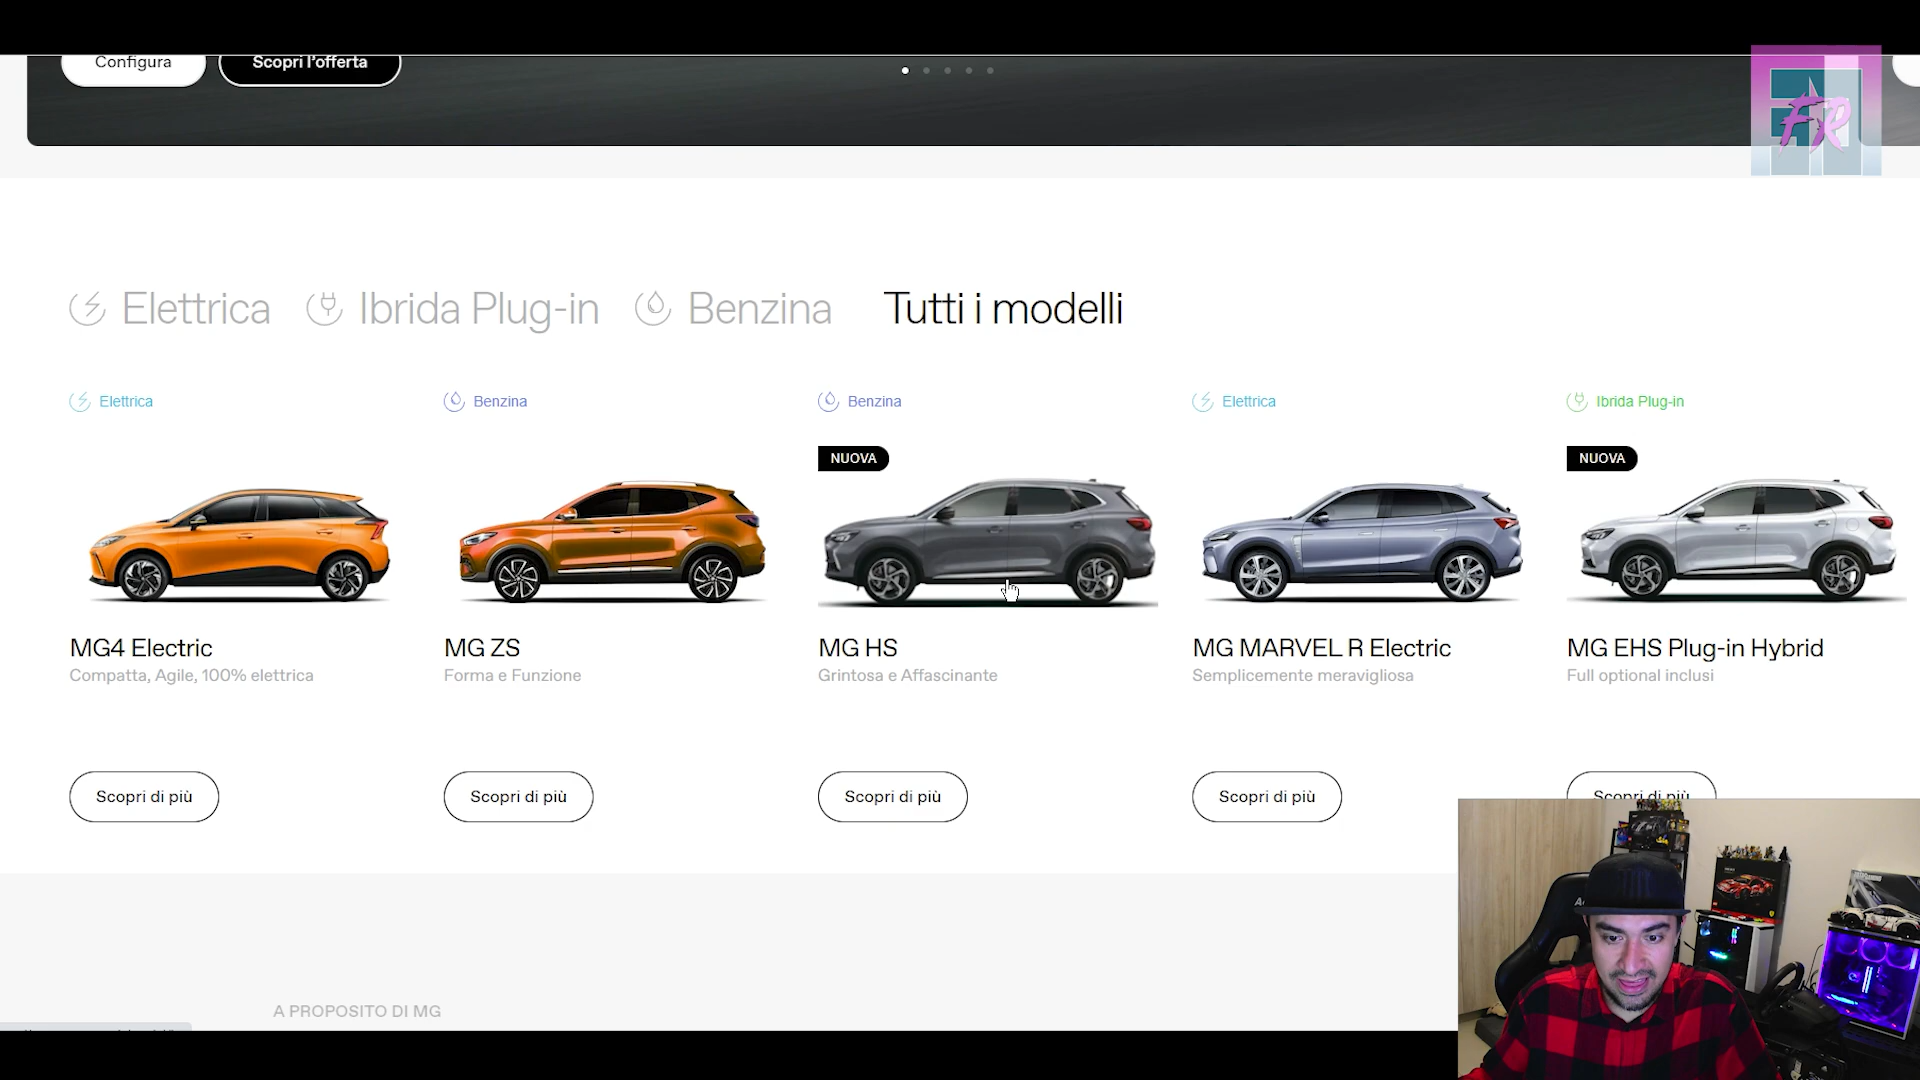 Configura
Scopri l'offerta
FR
Elettrica
Ibrida Plug-in
Benzina
Tutti i modelli
Elettrica
Benzina
Benzina
Elettrica
Ibrida Plug-in
NUOVA
NUOVA
MG4 Electric
MG ZS
MG HS
MG MARVEL R Electric
MG EHS Plug-in Hybrid
Compatta, Agile, 100% elettrica
Forma e Funzione
Grintosa e Affascinante
Semplicemente meravigliosa
Full optional inclusi
Scopri di più
Scopri di più
Scopri di più
Scopri di più
Scopri di più
A PROPOSITO DI MG